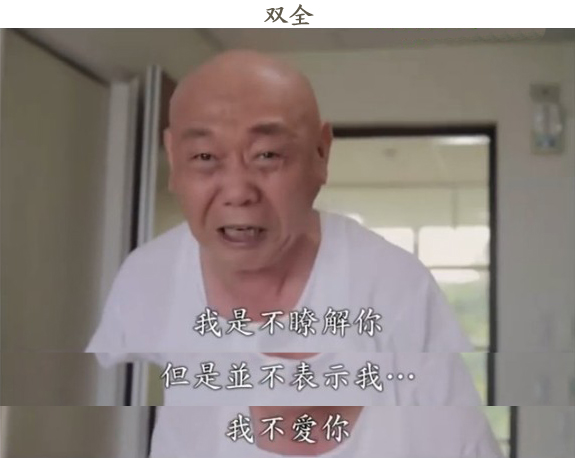 双全
我是不瞭解你
但是並不表示我…
我不愛你